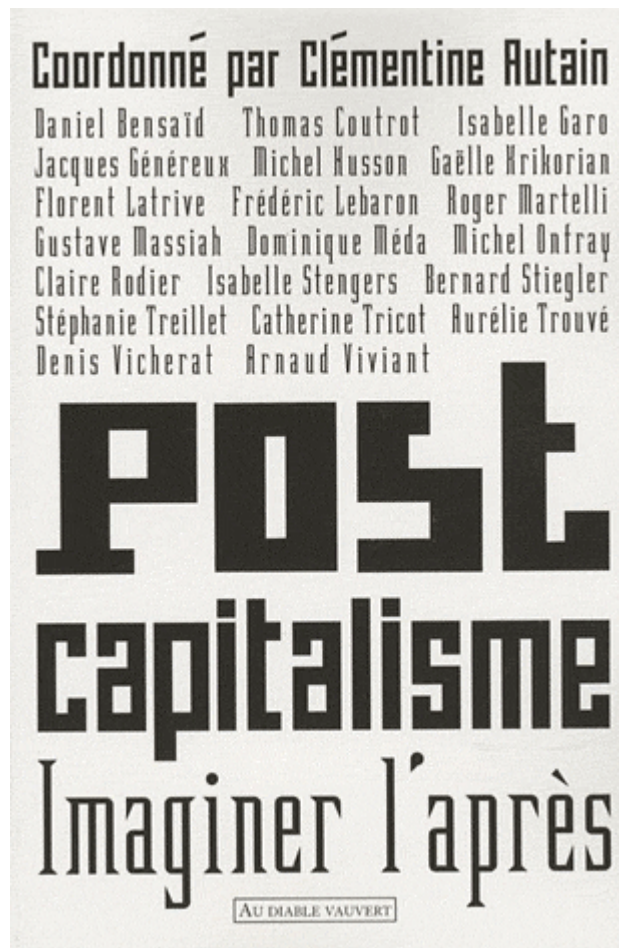 Coordonné par Clémentine Autain
Daniel Bensaïd Thomas Coutrot Isabelle Garo
Jacques Généreux Michel Husson Gaëlle Krikorian
Florent Latrive Frédéric Lebaron Roger Martelli
Gustave Massiah Dominique Méda Michel Onfray
Claire Rodier Isabelle Stengers Bernard Stiegler
Stéphanie Treillet Catherine Tricot Aurélie Trouvé
Denis Vicherat Arnaud Viviant
Post
capitalisme
Imaginer l'après
AU DIABLE VAUVERT